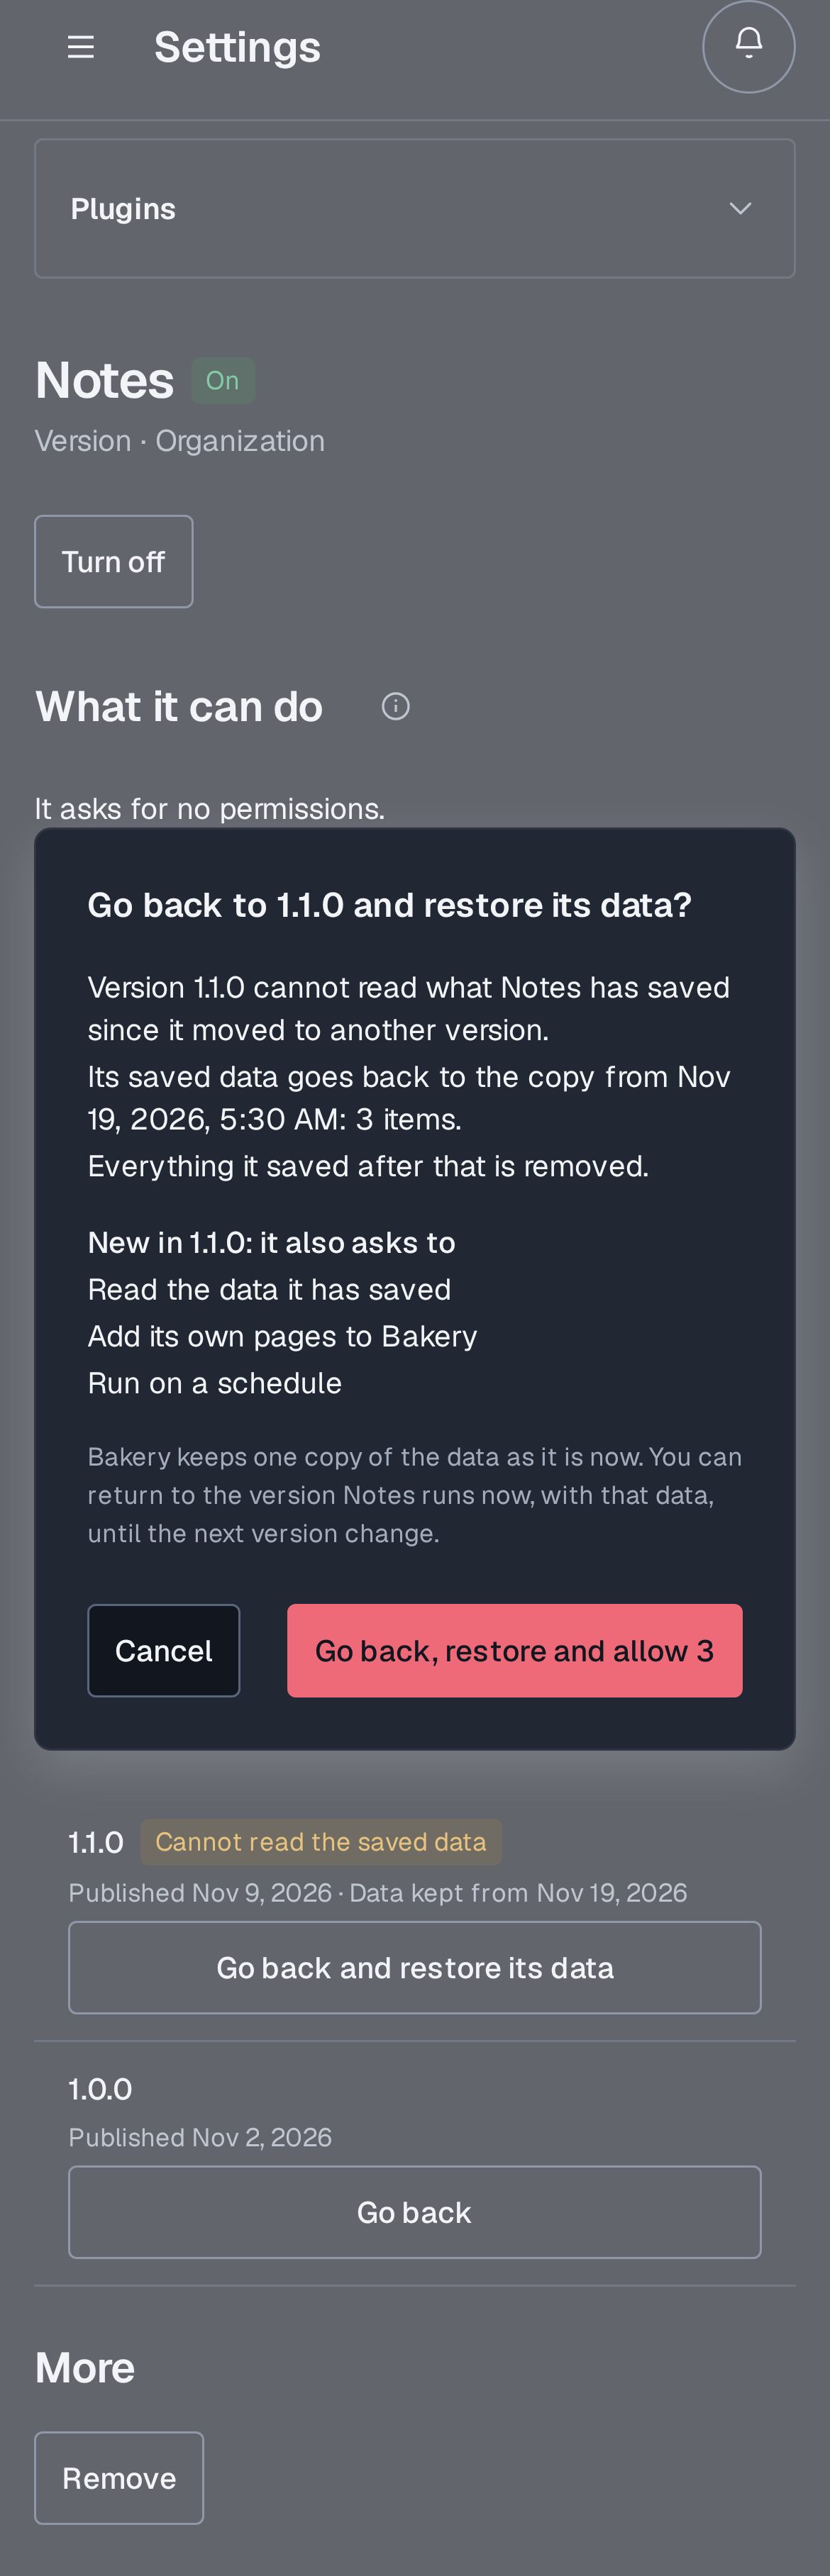 Settings
Plugins
Notes On
Version · Organization
Turn off
What it can do
It asks for no permissions.
Go back to 1.1.0 and restore its data?
Version 1.1.0 cannot read what Notes has saved
since it moved to another version.
Its saved data goes back to the copy from Nov
19, 2026, 5:30 AM: 3 items.
Everything it saved after that is removed.
New in 1.1.0: it also asks to
Read the data it has saved
Add its own pages to Bakery
Run on a schedule
Bakery keeps one copy of the data as it is now. You can
return to the version Notes runs now, with that data,
until the next version change.
Cancel
Go back, restore and allow 3
1.1.0 Cannot read the saved data
Published Nov 9, 2026 · Data kept from Nov 19, 2026
Go back and restore its data
1.0.0
Published Nov 2, 2026
Go back
More
Remove